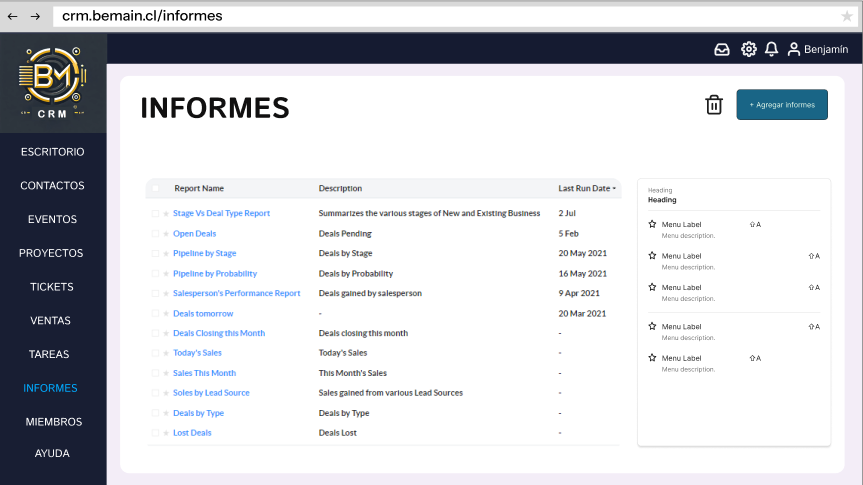 crm.bemain.cl/informes
Benjamín
BM
CRM
INFORMES
+ Agregar informes
ESCRITORIO
CONTACTOS
EVENTOS
PROYECTOS
TICKETS
VENTAS
TAREAS
INFORMES
MIEMBROS
AYUDA
Report Name Description Last Run Date
Stage Vs Deal Type Report Summarizes the various stages of New and Existing Business 2 Jul
Open Deals Deals Pending 5 Feb
Pipeline by Stage Deals by Stage 20 May 2021
Pipeline by Probability Deals by Probability 16 May 2021
Salesperson's Performance Report Deals gained by salesperson 9 Apr 2021
Deals tomorrow - 20 Mar 2021
Deals Closing this Month Deals closing this month -
Today's Sales Today's Sales -
Sales This Month This Month's Sales -
Soles by Lead Source Sales gained from various Lead Sources -
Deals by Type Deals by Type -
Lost Deals Deals Lost -
Heading
Heading
Menu Label ⇧A
Menu description.
Menu Label ⇧A
Menu description.
Menu Label ⇧A
Menu description.
Menu Label ⇧A
Menu description.
Menu Label ⇧A
Menu description.